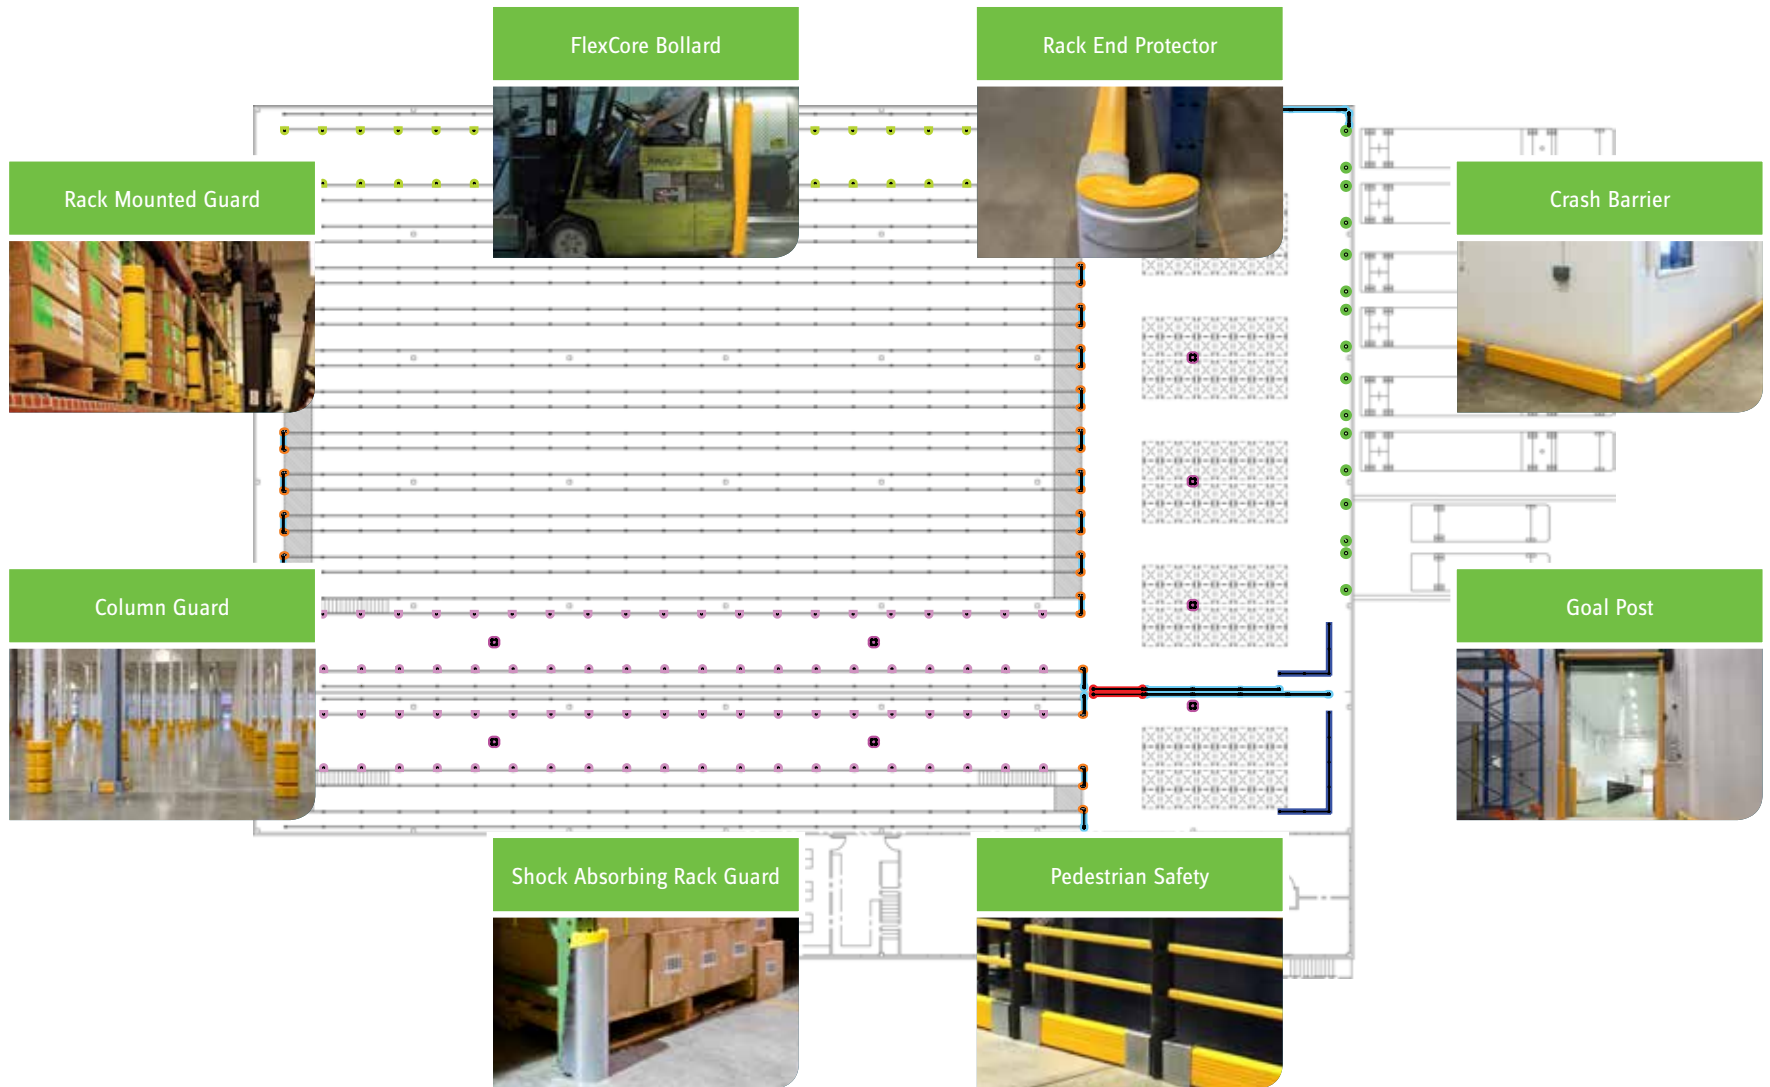 FlexCore Bollard
Rack End Protector
Rack Mounted Guard
Crash Barrier
Column Guard
Goal Post
Shock Absorbing Rack Guard
Pedestrian Safety